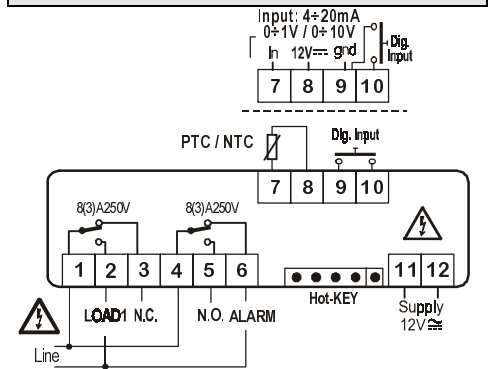 Input: 4÷20mA
0÷1V / 0÷10V
In 12V⎓ gnd
Dig.
Input
7 8 9 10
PTC / NTC
Dig. Input
7 8 9 10
8(3)A250V 8(3)A250V
1 2 3 4 5 6 11 12
Hot-KEY
LOAD1 N.C. N.O. ALARM
Supply
12V≅
Line